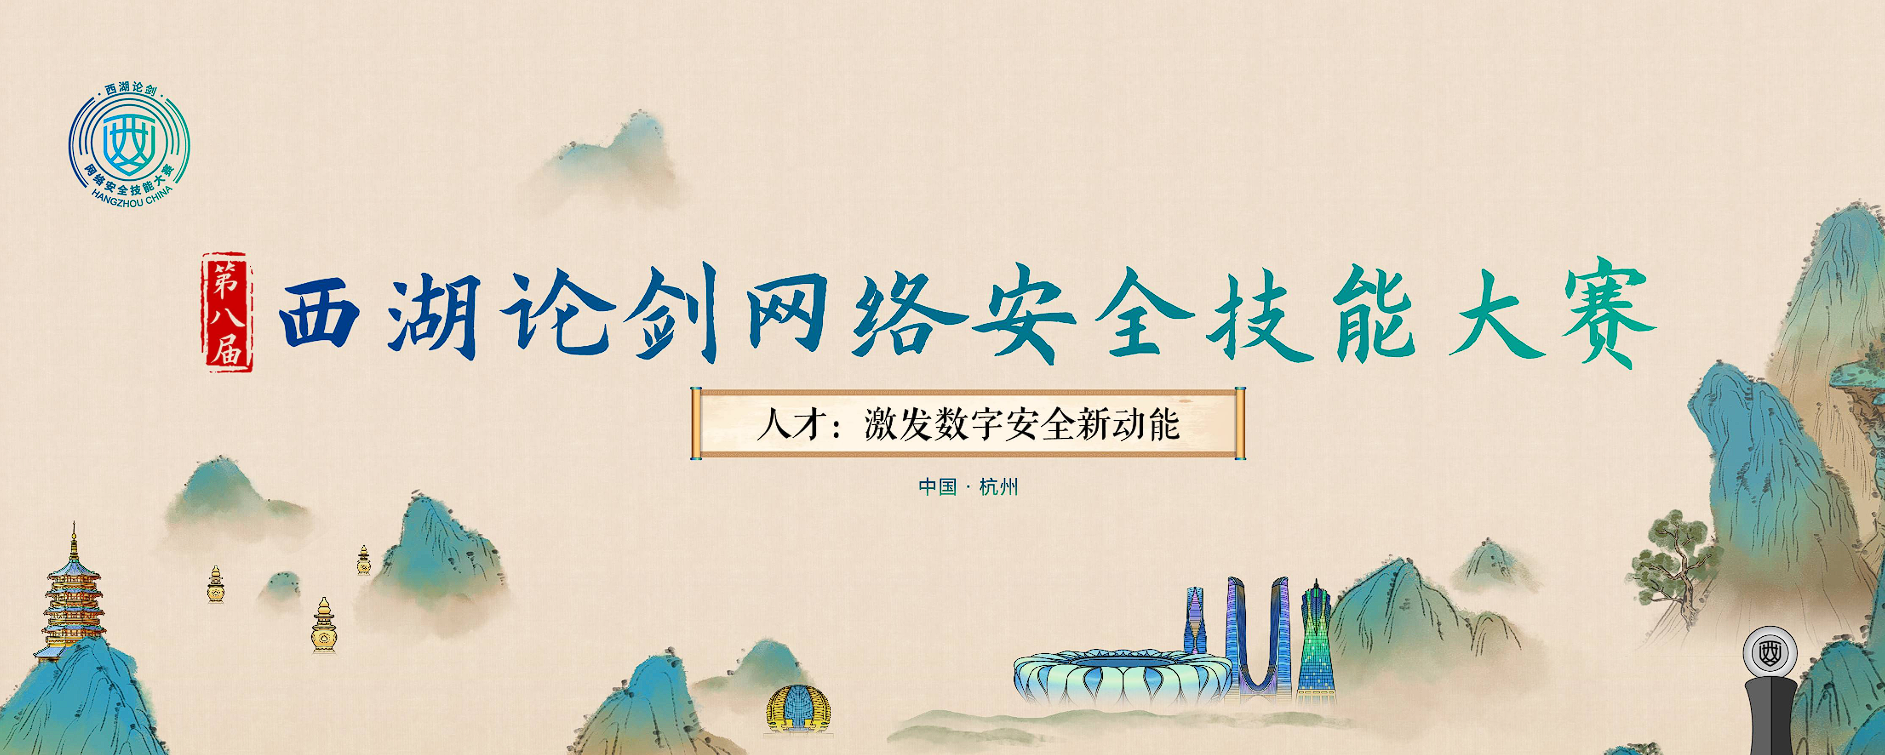 西湖论剑
网络安全技能大赛
HANGZHOU CHINA
第八届
西湖论剑网络安全技能大赛
人才：激发数字安全新动能
中国·杭州